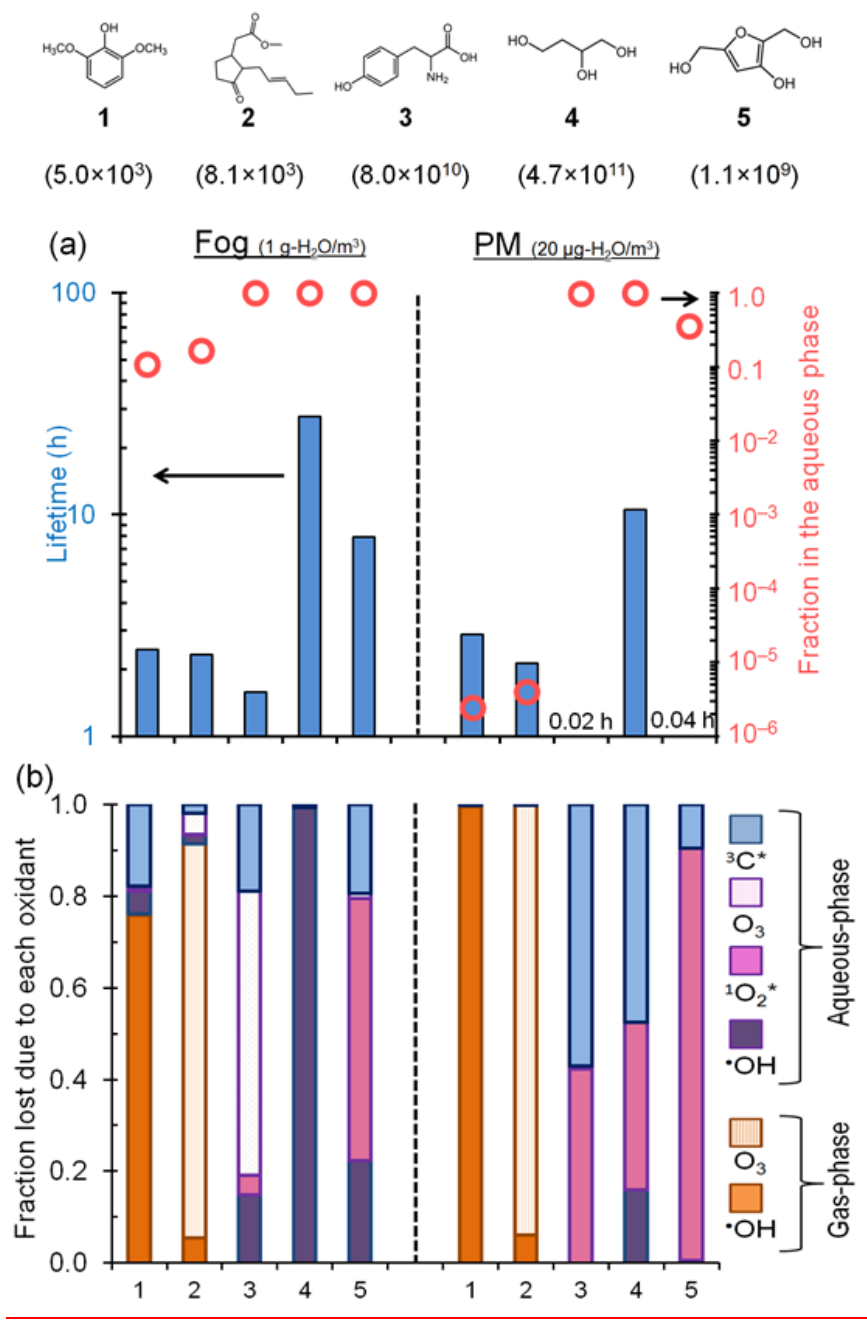 OH
H₃CO OCH₃
O
O
O
O
OH
HO NH₂
HO OH
OH
O
OH
HO OH
1 2 3 4 5
(5.0×10³) (8.1×10³) (8.0×10¹⁰) (4.7×10¹¹) (1.1×10⁹)
(a) Fog (1 g-H₂O/m³) PM (20 µg-H₂O/m³)
100 1.0
0.1
10⁻²
10 10⁻³
10⁻⁴
10⁻⁵
0.02 h 0.04 h
1 10⁻⁶
Lifetime (h)
Fraction in the aqueous phase
(b)
1.0
0.8
0.6
0.4
0.2
0.0
Fraction lost due to each oxidant
1 2 3 4 5 1 2 3 4 5
³C*
O₃
¹O₂*
•OH
Aqueous-phase
O₃
•OH
Gas-phase